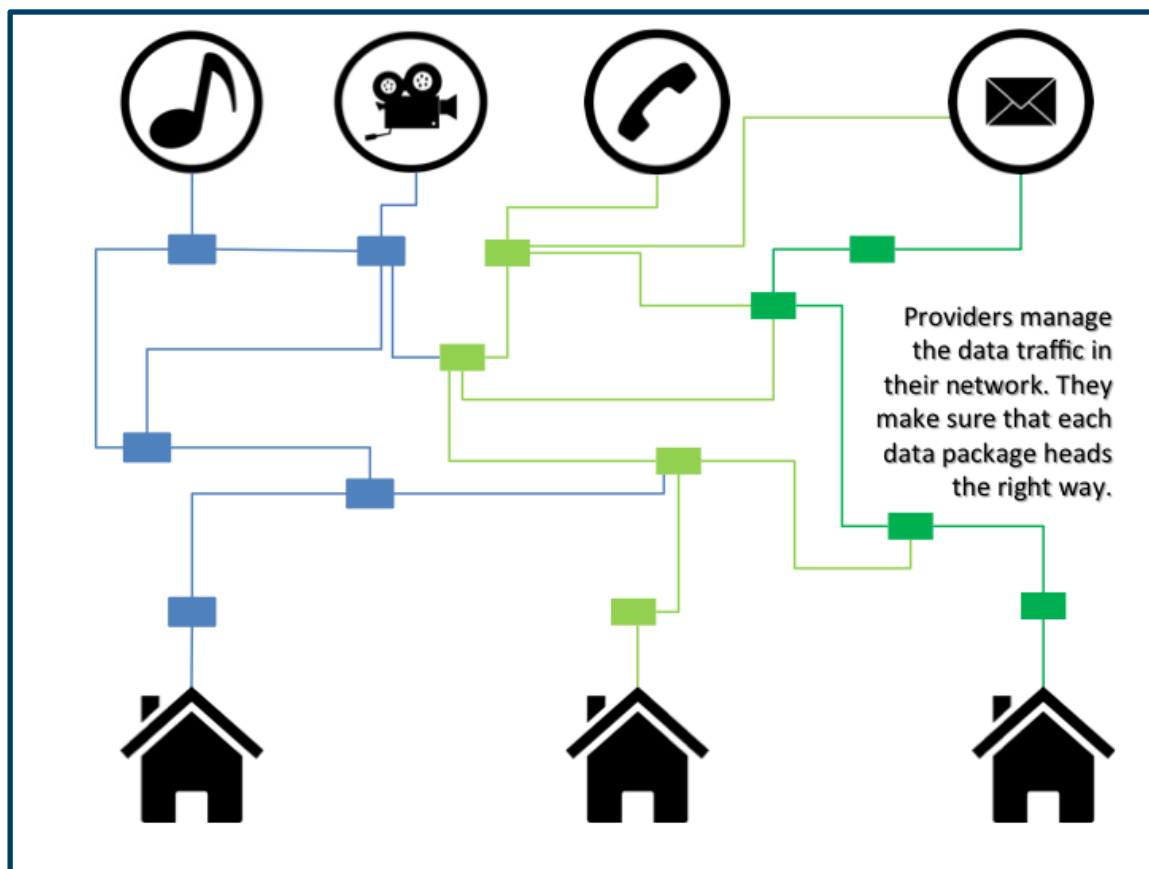 Providers manage
the data traffic in
their network. They
make sure that each
data package heads
the right way.